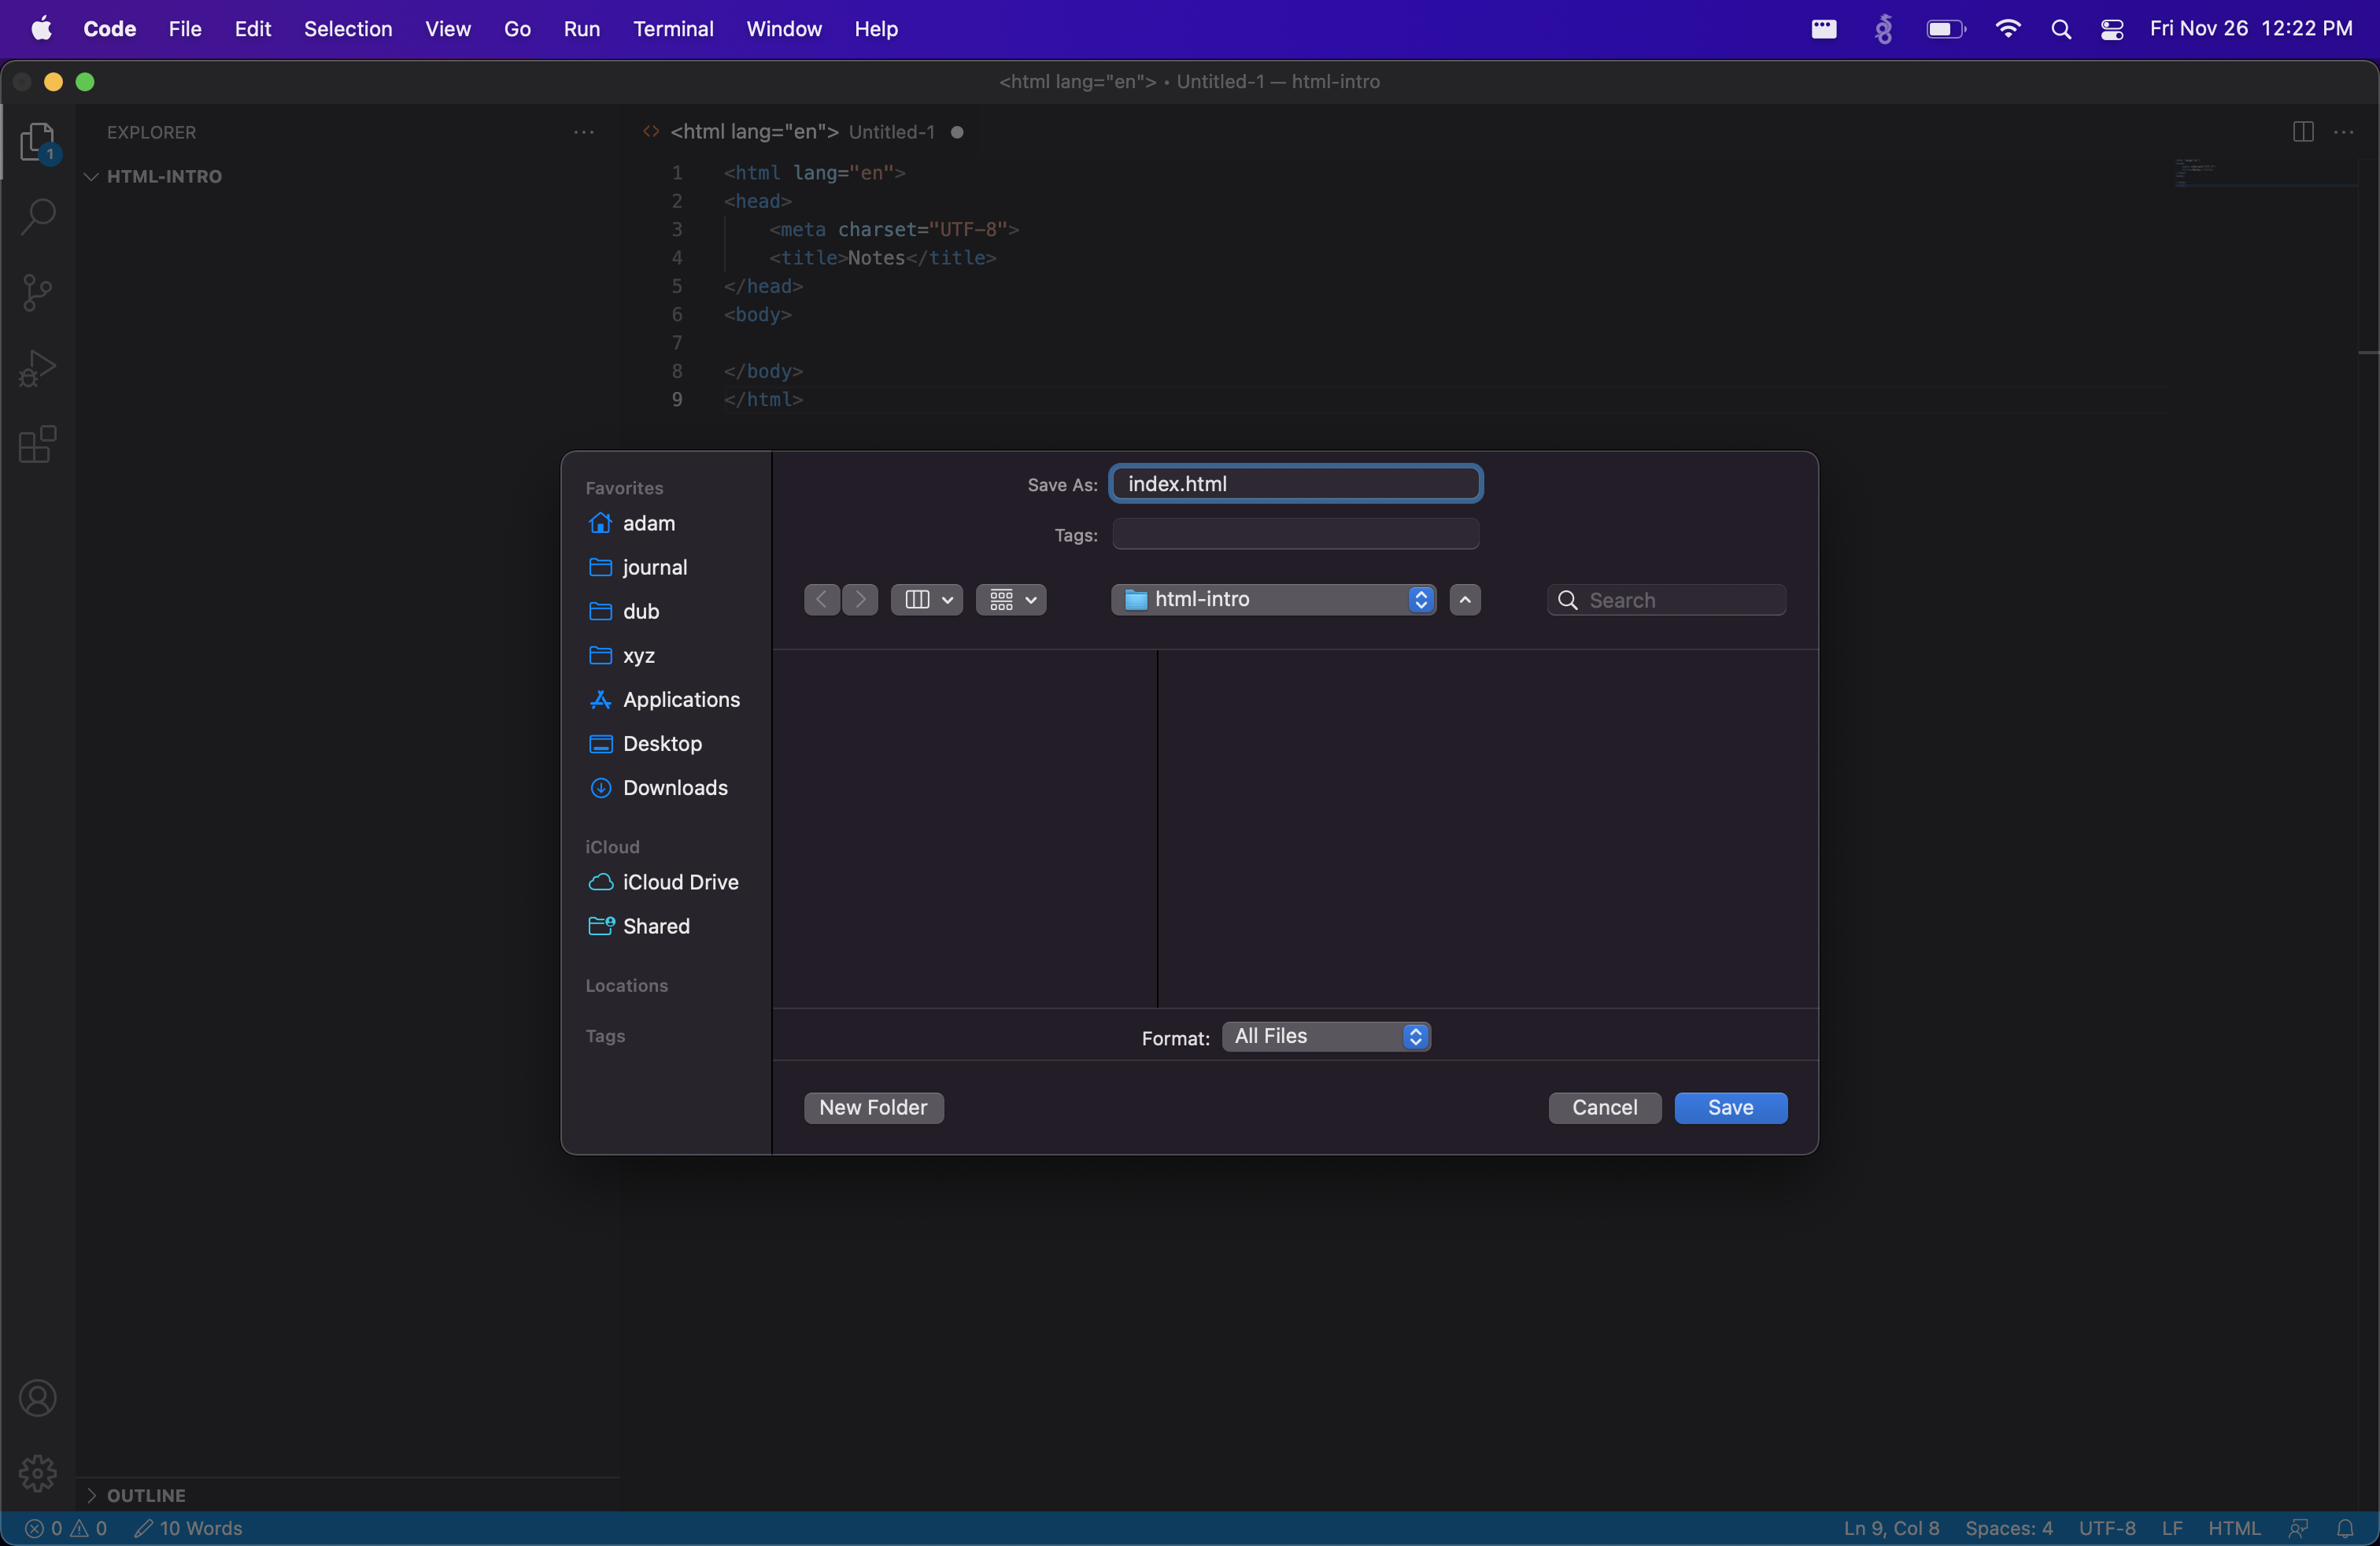 Code File Edit Selection View Go Run Terminal Window Help Fri Nov 26 12:22 PM
<html lang="en"> • Untitled-1 — html-intro
EXPLORER
1
HTML-INTRO
<html lang="en"> Untitled-1
1 <html lang="en">
2 <head>
3 <meta charset="UTF-8">
4 <title>Notes</title>
5 </head>
6 <body>
7
8 </body>
9 </html>
Favorites
adam
journal
dub
xyz
Applications
Desktop
Downloads
iCloud
iCloud Drive
Shared
Locations
Tags
Save As: index.html
Tags:
html-intro
Search
Format: All Files
New Folder Cancel Save
OUTLINE
0 0 10 Words Ln 9, Col 8 Spaces: 4 UTF-8 LF HTML